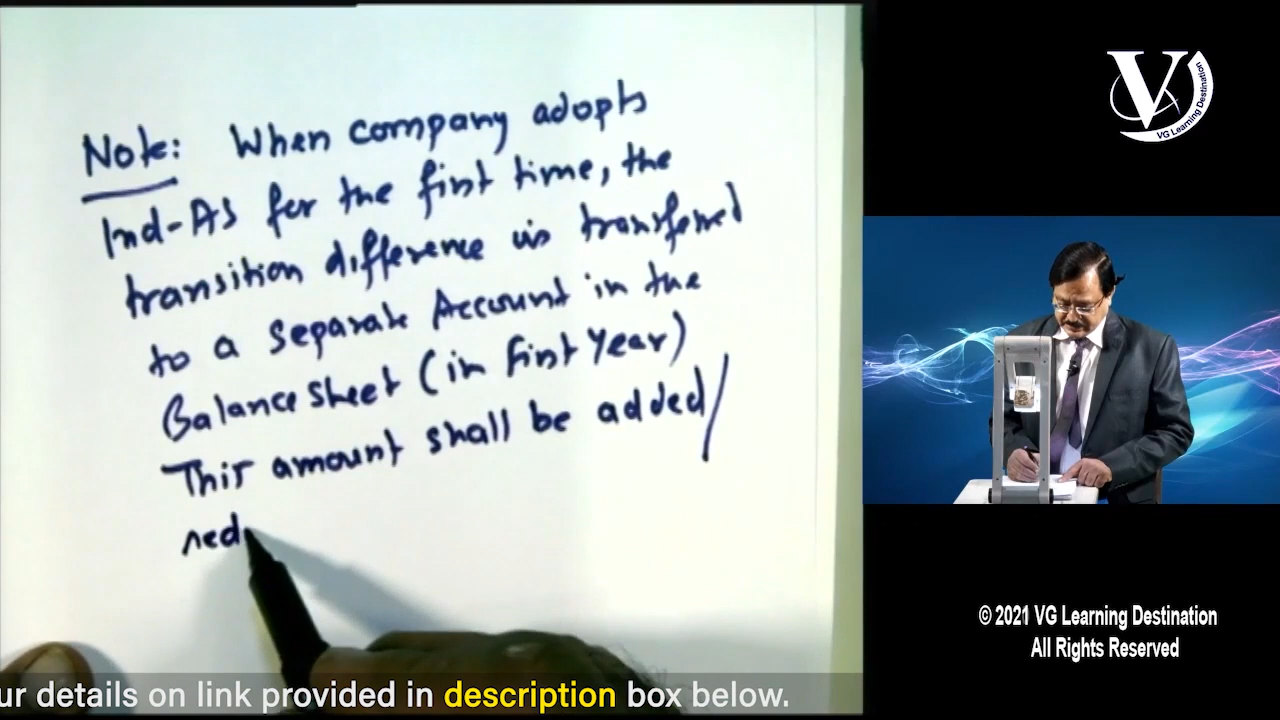 Note: When company adopts
Ind-AS for the first time, the
transition difference is transferred
to a separate Account in the
Balance sheet (in first year)
This amount shall be added/
red
V
VG Learning Destination
© 2021 VG Learning Destination
All Rights Reserved
ur details on link provided in description box below.